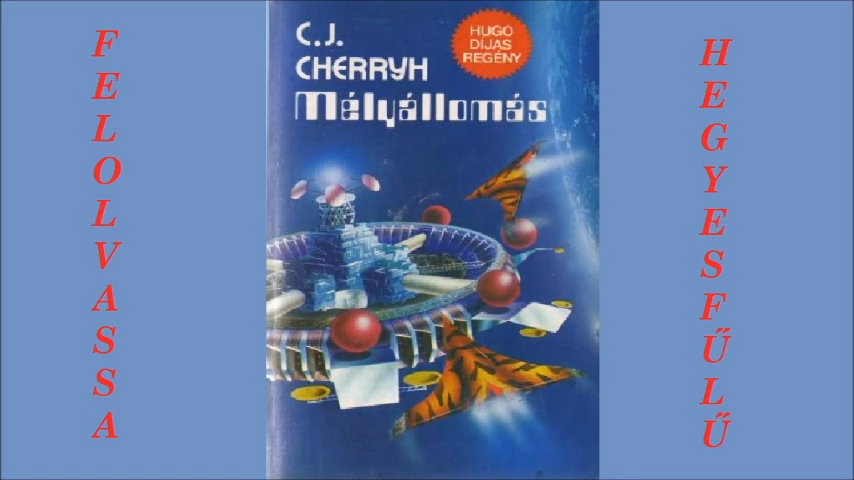 FELOLVASSA
C.J.
CHERRYH
Mélyállomás
HUGO
DÍJAS
REGÉNY
HEGYESFŰLŰ